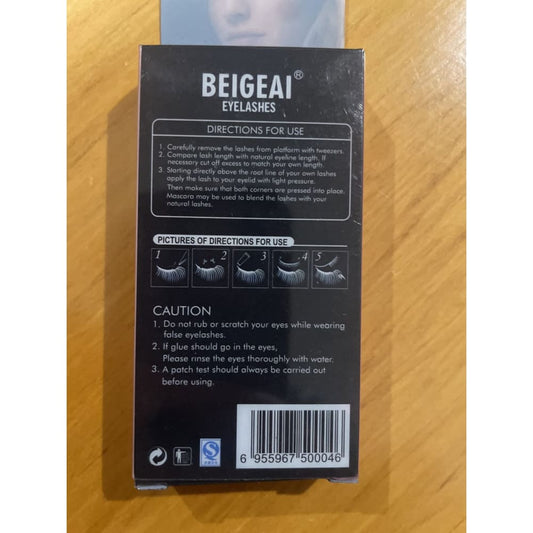 BEIGEAI®
EYELASHES
DIRECTIONS FOR USE
1. Carefully remove the lashes from platform with tweezers.
2. Compare lash length with natural eyeline length. If
necessary cut off excess to match your own length.
3. Starting directly above the root line of your own lashes
apply the lash to your eyelid with light pressure.
Then make sure that both corners are pressed into place.
Mascara may be used to blend the lashes with your
natural lashes.
PICTURES OF DIRECTIONS FOR USE
1 2 3 4 5
CAUTION
1. Do not rub or scratch your eyes while wearing
false eyelashes.
2. If glue should go in the eyes,
Please rinse the eyes thoroughly with water.
3. A patch test should always be carried out
before using.
6 955967 500046